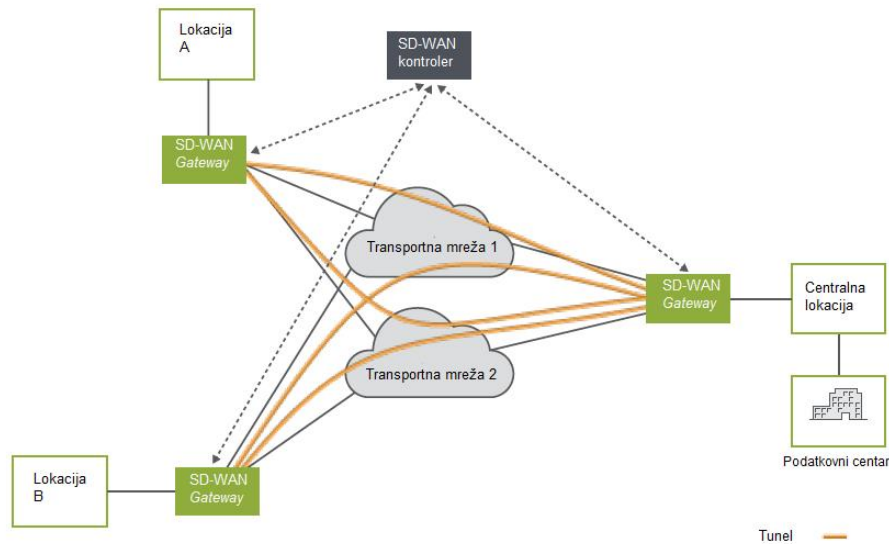 Lokacija
A
SD-WAN
kontroler
SD-WAN
Gateway
Transportna mreža 1
SD-WAN
Gateway
Centralna
lokacija
Transportna mreža 2
Podatkovni centar
Lokacija
B
SD-WAN
Gateway
Tunel